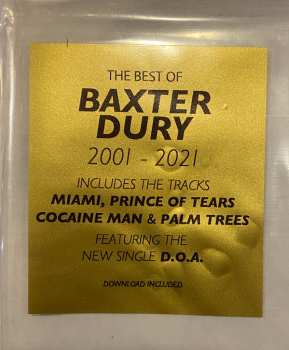 THE BEST OF
BAXTER
DURY
2001 - 2021
INCLUDES THE TRACKS
MIAMI, PRINCE OF TEARS
COCAINE MAN & PALM TREES
FEATURING THE
NEW SINGLE D.O.A.
DOWNLOAD INCLUDED